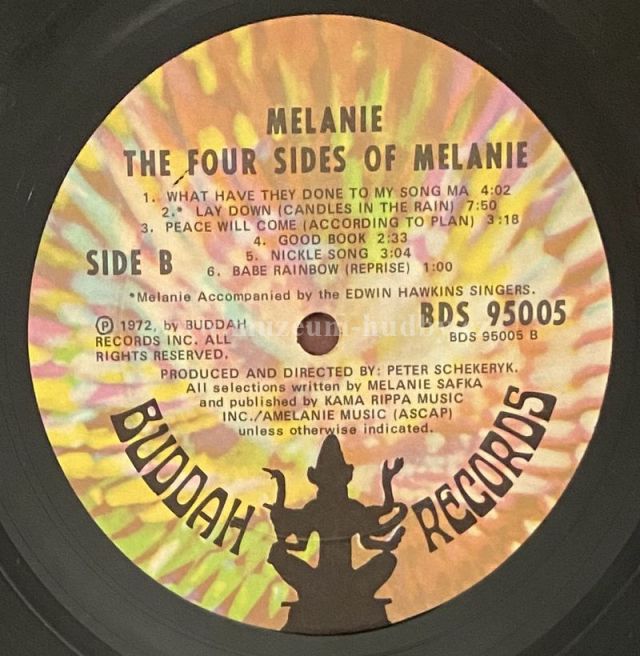 MELANIE
THE FOUR SIDES OF MELANIE
1. WHAT HAVE THEY DONE TO MY SONG MA 4:02
2.* LAY DOWN (CANDLES IN THE RAIN) 7:50
3. PEACE WILL COME (ACCORDING TO PLAN) 3:18
4. GOOD BOOK 2:33
5. NICKLE SONG 3:04
6. BABE RAINBOW (REPRISE) 1:00
SIDE B
*Melanie Accompanied by the EDWIN HAWKINS SINGERS.
BDS 95005
BDS 95005 B
Ⓟ 1972, by BUDDAH
RECORDS INC. ALL
RIGHTS RESERVED.
PRODUCED AND DIRECTED BY: PETER SCHEKERYK.
All selections written by MELANIE SAFKA
and published by KAMA RIPPA MUSIC
INC./AMELANIE MUSIC (ASCAP)
unless otherwise indicated.
BUDDAH RECORDS